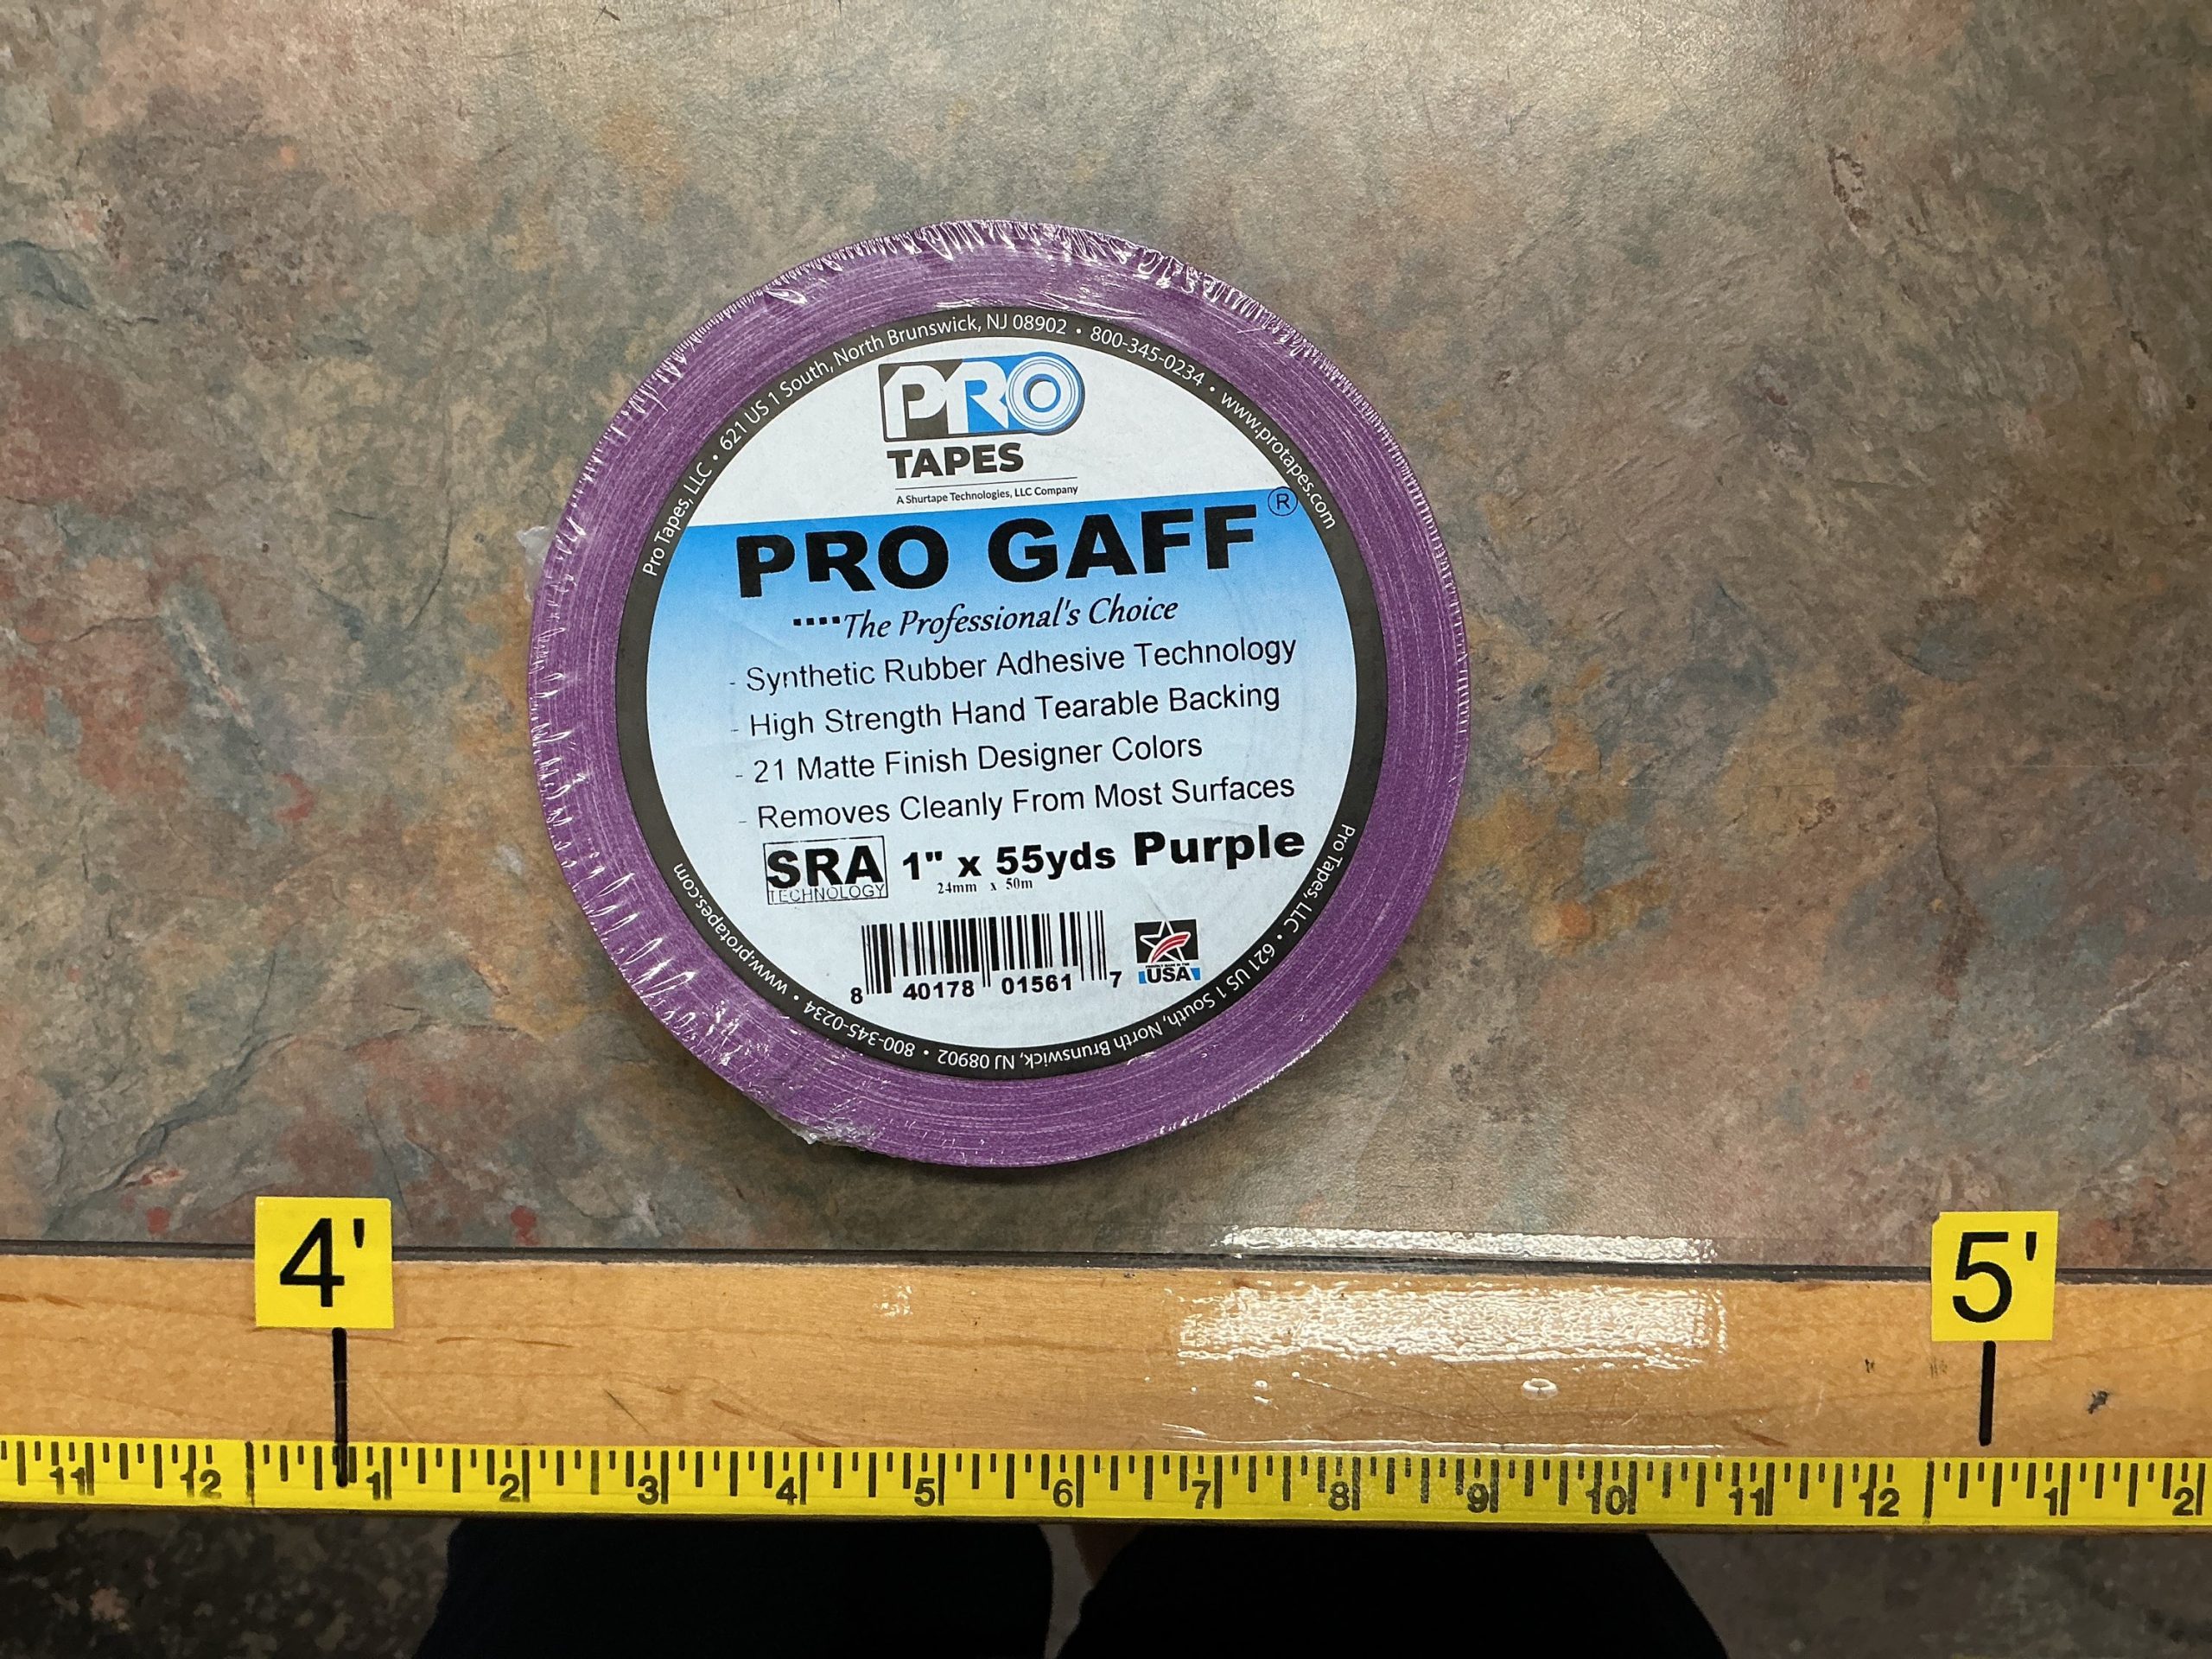 Pro Tapes, LLC • 621 US 1 South, North Brunswick, NJ 08902 • 800-345-0234 • www.protapes.com
PRO
TAPES
A Shurtape Technologies, LLC Company
PRO GAFF®
....The Professional's Choice
- Synthetic Rubber Adhesive Technology
- High Strength Hand Tearable Backing
- 21 Matte Finish Designer Colors
- Removes Cleanly From Most Surfaces
SRA
TECHNOLOGY
1" x 55yds Purple
24mm x 50m
8 40178 01561 7
USA
Pro Tapes, LLC • 621 US 1 South, North Brunswick, NJ 08902 • 800-345-0234 • www.protapes.com
4' 5'
11 12 1 2 3 4 5 6 7 8 9 10 11 12 1 2